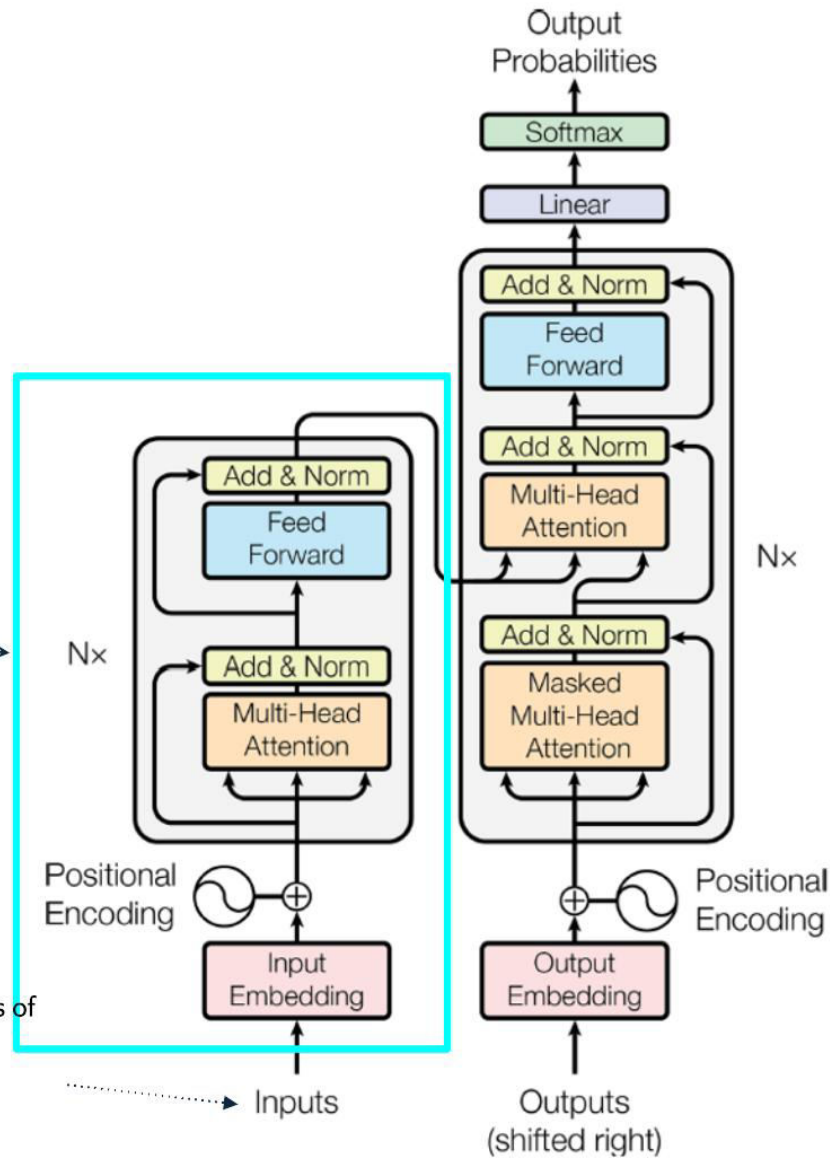 Output
Probabilities
Softmax
Linear
Add & Norm
Feed
Forward
Add & Norm
Multi-Head
Attention
Nx
Add & Norm
Masked
Multi-Head
Attention
Positional
Encoding
Output
Embedding
Outputs
(shifted right)
Add & Norm
Feed
Forward
Nx
Add & Norm
Multi-Head
Attention
Positional
Encoding
Input
Embedding
of
Inputs